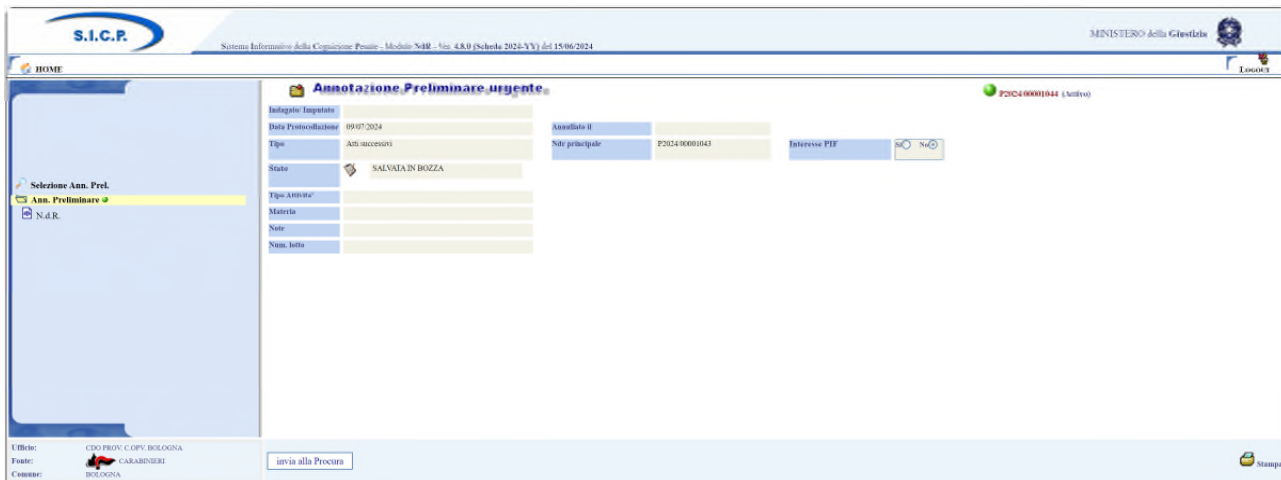 S.I.C.P.
Sistema Informativo della Cognizione Penale - Modulo NdR - Ver. 4.8.0 (Scheda 2024-YY) del 15/06/2024
MINISTERO della Giustizia
HOME
LOGOUT
Annotazione Preliminare urgente
P2024/00001044 (Attivo)
Indagato/ Imputato
Data Protocollazione 09/07/2024 Annullato il
Tipo Atti successivi Ndr principale P2024/00001043 Interesse PIF Sì No
Stato SALVATA IN BOZZA
Selezione Ann. Prel.
Ann. Preliminare
N.d.R.
Tipo Attivita'
Materia
Note
Num. lotto
Ufficio: CDO PROV. C.OPV. BOLOGNA
Fonte: CARABINIERI
Comune: BOLOGNA
invia alla Procura
Stampa